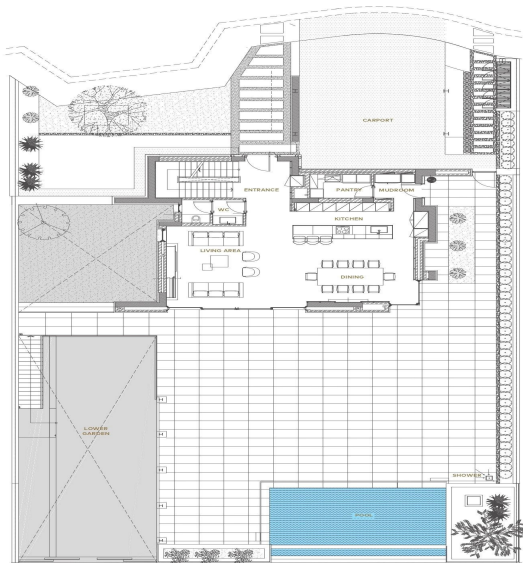 CARPORT
ENTRANCE
PANTRY
MUDROOM
WC
KITCHEN
LIVING AREA
DINING
LOWER
GARDEN
SHOWER
POOL